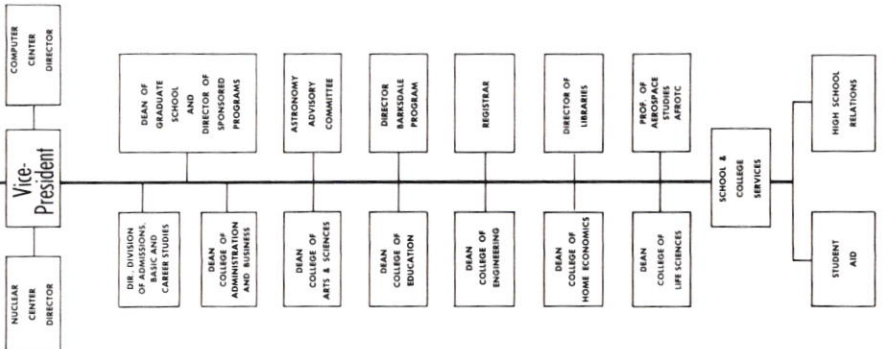 COMPUTER
CENTER
DIRECTOR
Vice-
President
NUCLEAR
CENTER
DIRECTOR
DEAN OF
GRADUATE
SCHOOL
AND
DIRECTOR OF
SPONSORED
PROGRAMS
DIR. DIVISION
OF ADMISSIONS,
BASIC AND
CAREER STUDIES
DEAN
COLLEGE OF
ADMINISTRATION
AND BUSINESS
ASTRONOMY
ADVISORY
COMMITTEE
DEAN
COLLEGE OF
ARTS & SCIENCES
DIRECTOR
BARKSDALE
PROGRAM
DEAN
COLLEGE OF
EDUCATION
REGISTRAR
DEAN
COLLEGE OF
ENGINEERING
DIRECTOR OF
LIBRARIES
DEAN
COLLEGE OF
HOME ECONOMICS
PROF. OF
AEROSPACE
STUDIES
AFROTC
DEAN
COLLEGE OF
LIFE SCIENCES
SCHOOL &
COLLEGE
SERVICES
HIGH SCHOOL
RELATIONS
STUDENT
AID